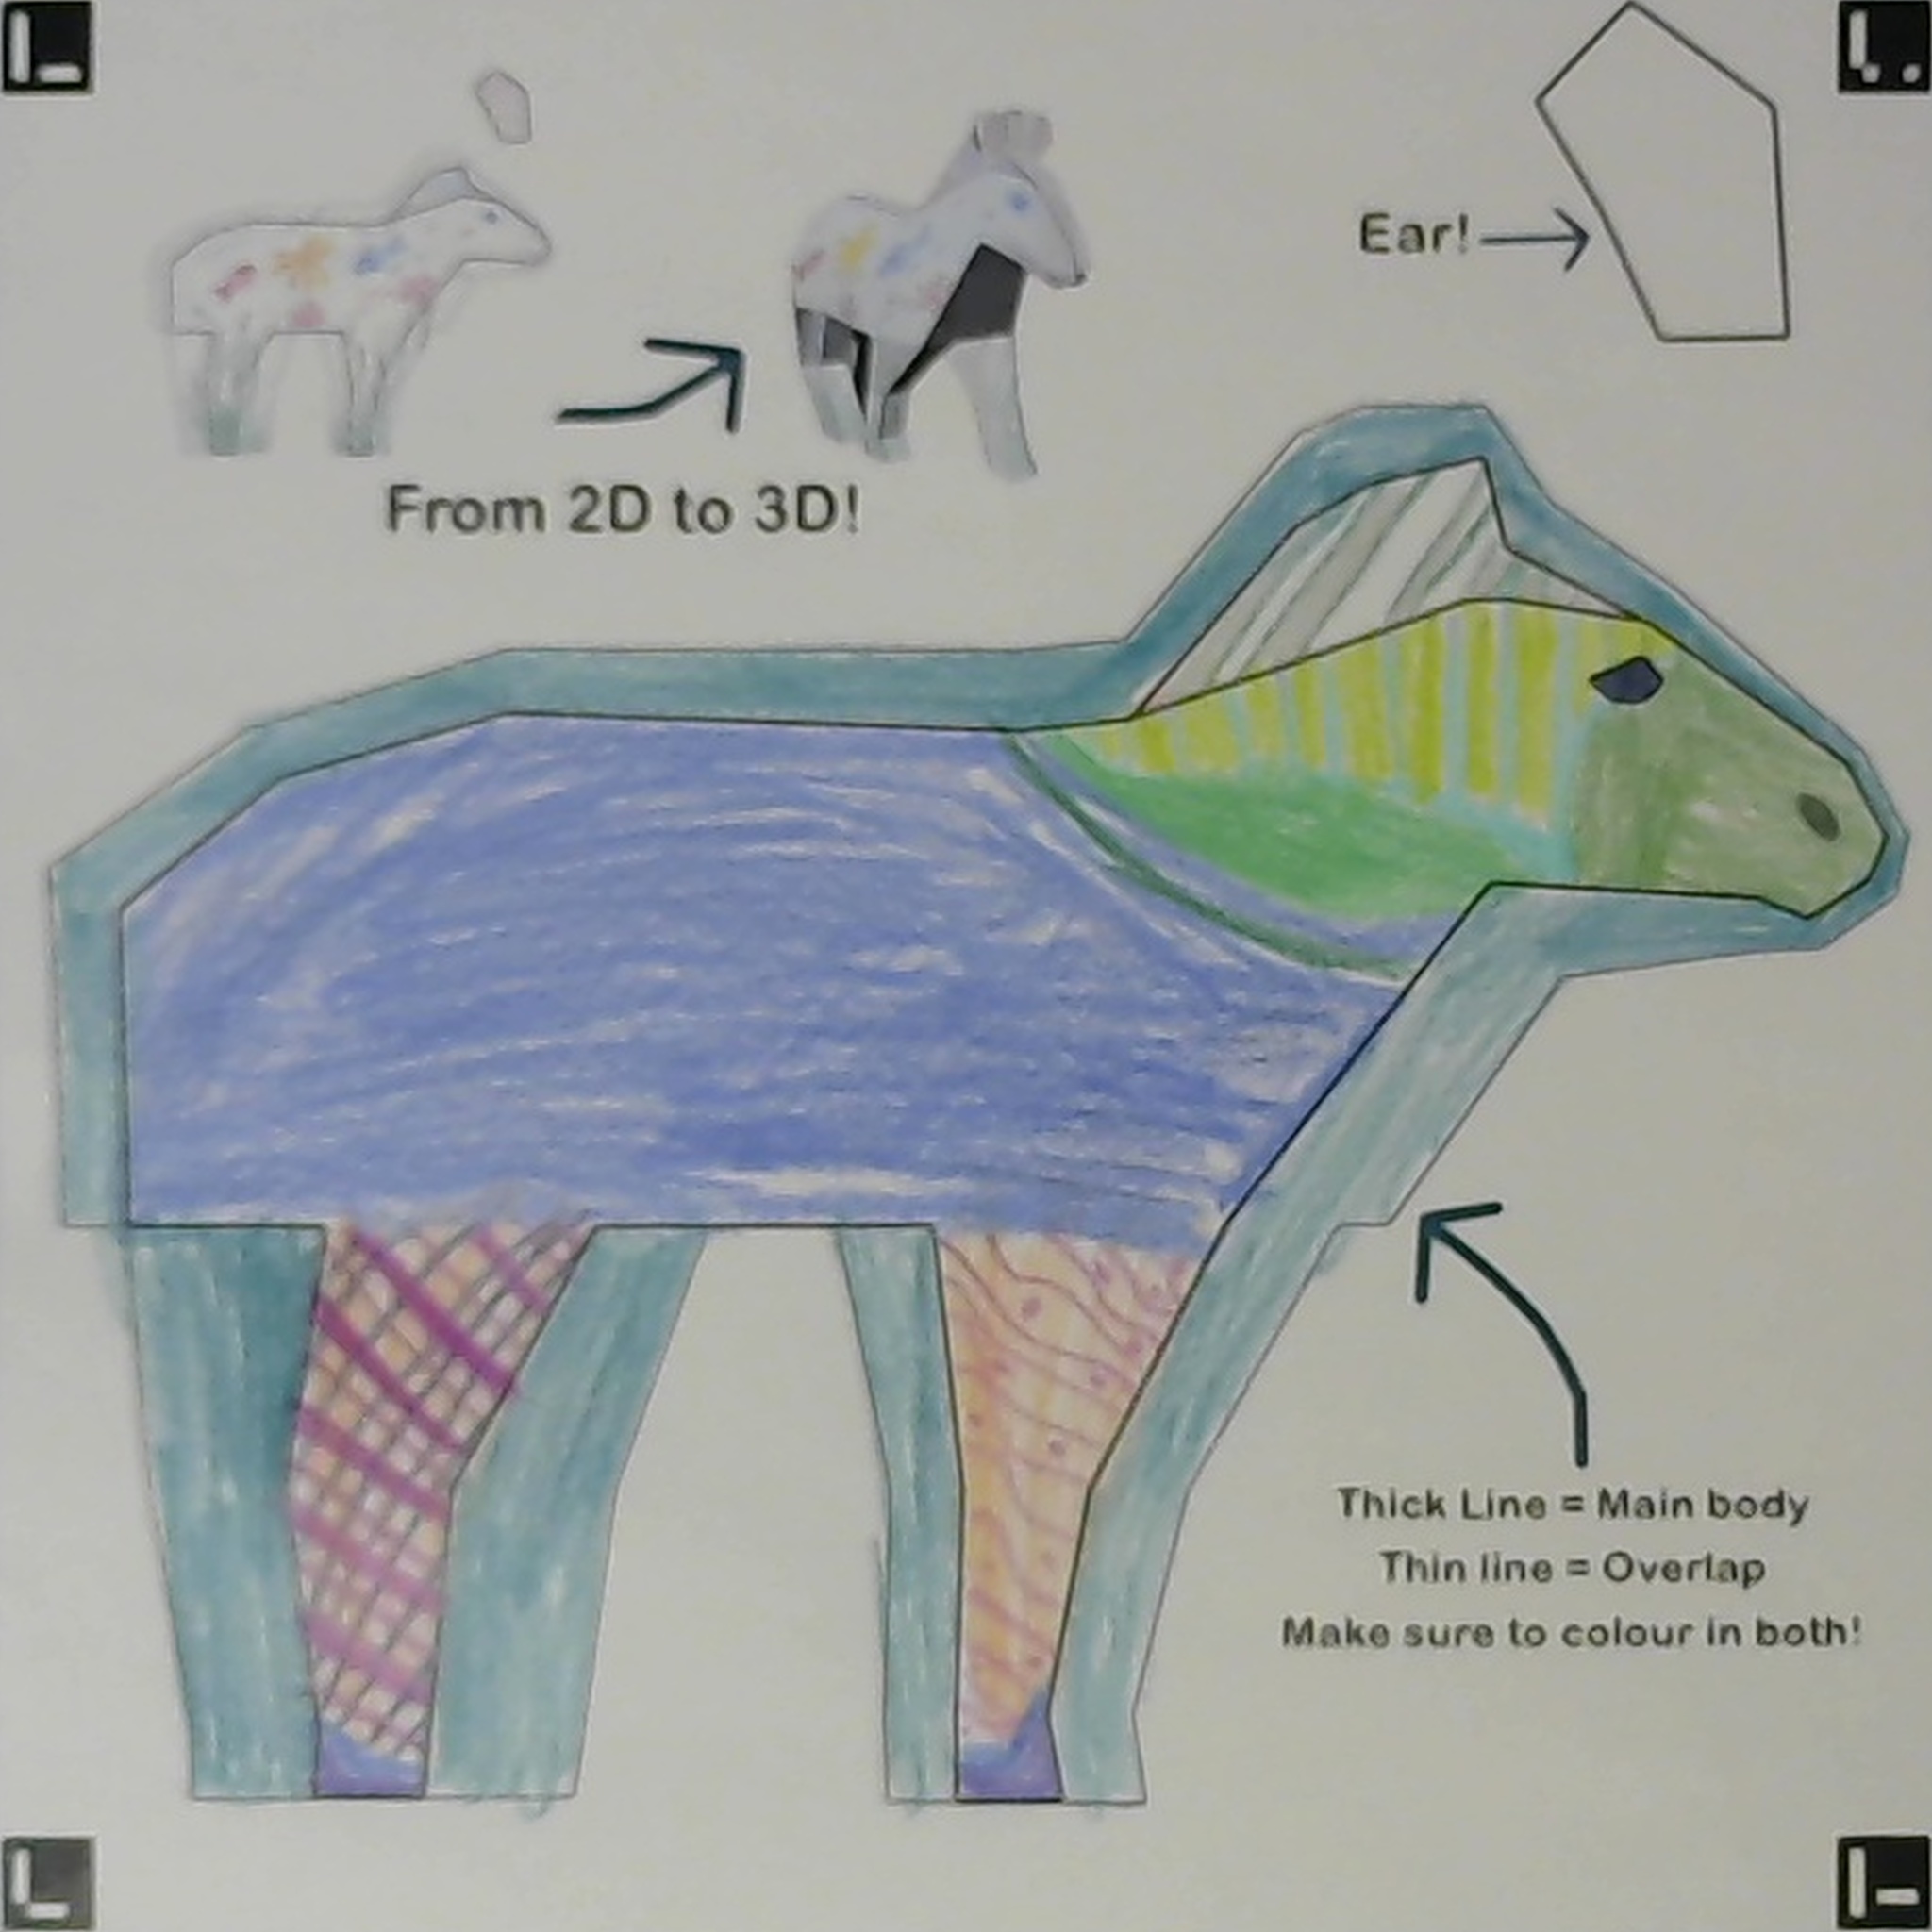 Ear!
From 2D to 3D!
Thick Line = Main body
Thin line = Overlap
Make sure to colour in both!